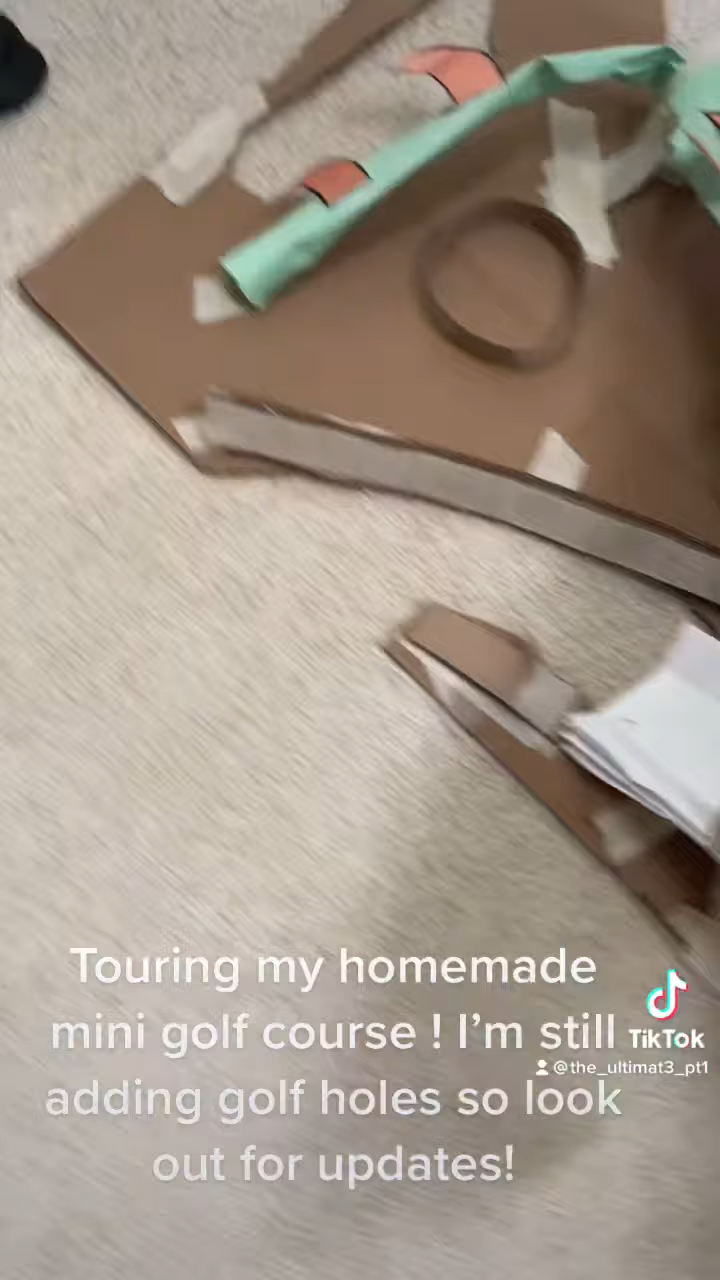 Touring my homemade
mini golf course ! I'm still
adding golf holes so look
out for updates!
TikTok
@the_ultimat3_pt1